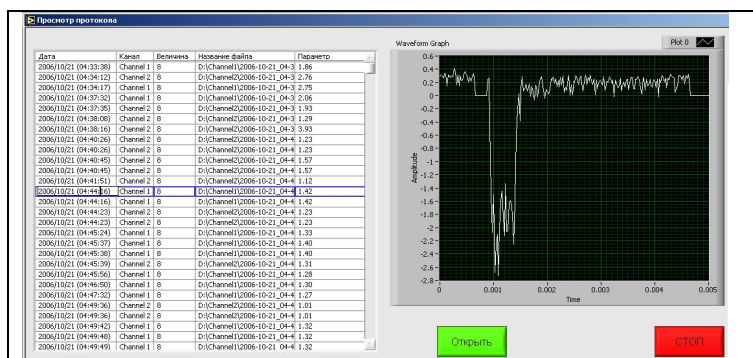 Просмотр протокола
Дата Канал Величина Название файла Параметр
2006/10/21 (04:33:38) Channel 1 8 D:\Channel1\2006-10-21_04-3 1.86
2006/10/21 (04:34:12) Channel 2 8 D:\Channel2\2006-10-21_04-3 2.76
2006/10/21 (04:34:17) Channel 1 8 D:\Channel1\2006-10-21_04-3 2.75
2006/10/21 (04:37:32) Channel 1 8 D:\Channel1\2006-10-21_04-3 2.06
2006/10/21 (04:37:35) Channel 2 8 D:\Channel2\2006-10-21_04-3 1.93
2006/10/21 (04:38:08) Channel 2 8 D:\Channel2\2006-10-21_04-3 1.29
2006/10/21 (04:38:16) Channel 2 8 D:\Channel2\2006-10-21_04-3 3.93
2006/10/21 (04:40:26) Channel 1 8 D:\Channel1\2006-10-21_04-4 1.23
2006/10/21 (04:40:26) Channel 2 8 D:\Channel2\2006-10-21_04-4 1.23
2006/10/21 (04:40:45) Channel 2 8 D:\Channel2\2006-10-21_04-4 1.57
2006/10/21 (04:40:45) Channel 2 8 D:\Channel2\2006-10-21_04-4 1.57
2006/10/21 (04:41:51) Channel 2 8 D:\Channel2\2006-10-21_04-4 1.12
2006/10/21 (04:44:16) Channel 1 8 D:\Channel1\2006-10-21_04-4 1.42
2006/10/21 (04:44:16) Channel 1 8 D:\Channel1\2006-10-21_04-4 1.42
2006/10/21 (04:44:23) Channel 2 8 D:\Channel2\2006-10-21_04-4 1.23
2006/10/21 (04:44:23) Channel 2 8 D:\Channel2\2006-10-21_04-4 1.23
2006/10/21 (04:45:24) Channel 1 8 D:\Channel1\2006-10-21_04-4 1.33
2006/10/21 (04:45:37) Channel 1 8 D:\Channel1\2006-10-21_04-4 1.40
2006/10/21 (04:45:38) Channel 1 8 D:\Channel1\2006-10-21_04-4 1.40
2006/10/21 (04:45:39) Channel 2 8 D:\Channel2\2006-10-21_04-4 1.31
2006/10/21 (04:45:56) Channel 1 8 D:\Channel1\2006-10-21_04-4 1.28
2006/10/21 (04:46:50) Channel 1 8 D:\Channel1\2006-10-21_04-4 1.30
2006/10/21 (04:47:32) Channel 1 8 D:\Channel1\2006-10-21_04-4 1.27
2006/10/21 (04:49:36) Channel 2 8 D:\Channel2\2006-10-21_04-4 1.01
2006/10/21 (04:49:36) Channel 2 8 D:\Channel2\2006-10-21_04-4 1.01
2006/10/21 (04:49:42) Channel 1 8 D:\Channel1\2006-10-21_04-4 1.32
2006/10/21 (04:49:48) Channel 1 8 D:\Channel1\2006-10-21_04-4 1.32
2006/10/21 (04:49:49) Channel 1 8 D:\Channel1\2006-10-21_04-4 1.32
Waveform Graph
Plot 0
0.6
0.4
0.2
0
-0.2
-0.4
-0.6
-0.8
-1
-1.2
-1.4
-1.6
-1.8
-2
-2.2
-2.4
-2.6
-2.8
Amplitude
0 0.001 0.002 0.003 0.004 0.005
Time
Открыть
СТОП